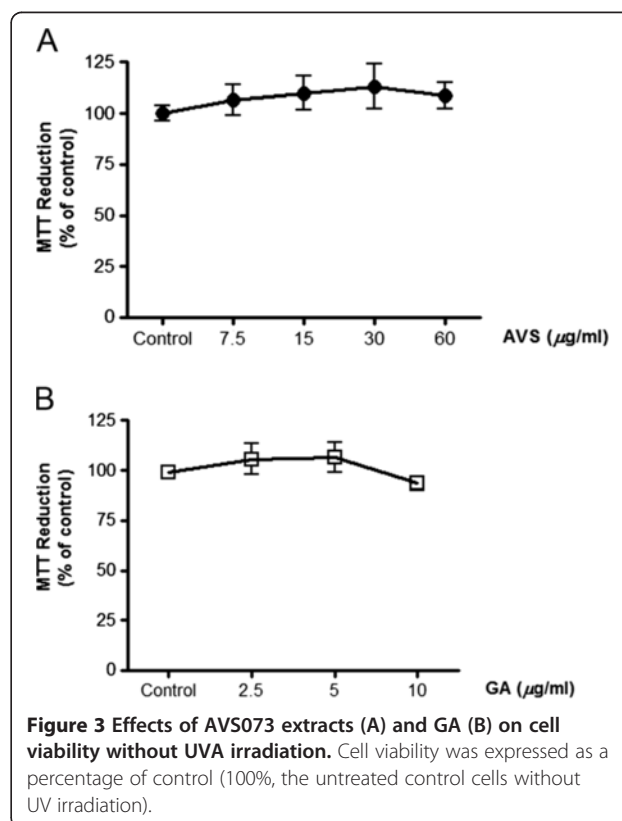 A
MTT Reduction
(% of control)
125
100
75
50
25
0
Control 7.5 15 30 60 AVS (µg/ml)
B
MTT Reduction
(% of control)
125
100
75
50
25
0
Control 2.5 5 10 GA (µg/ml)
Figure 3 Effects of AVS073 extracts (A) and GA (B) on cell
viability without UVA irradiation. Cell viability was expressed as a
percentage of control (100%, the untreated control cells without
UV irradiation).